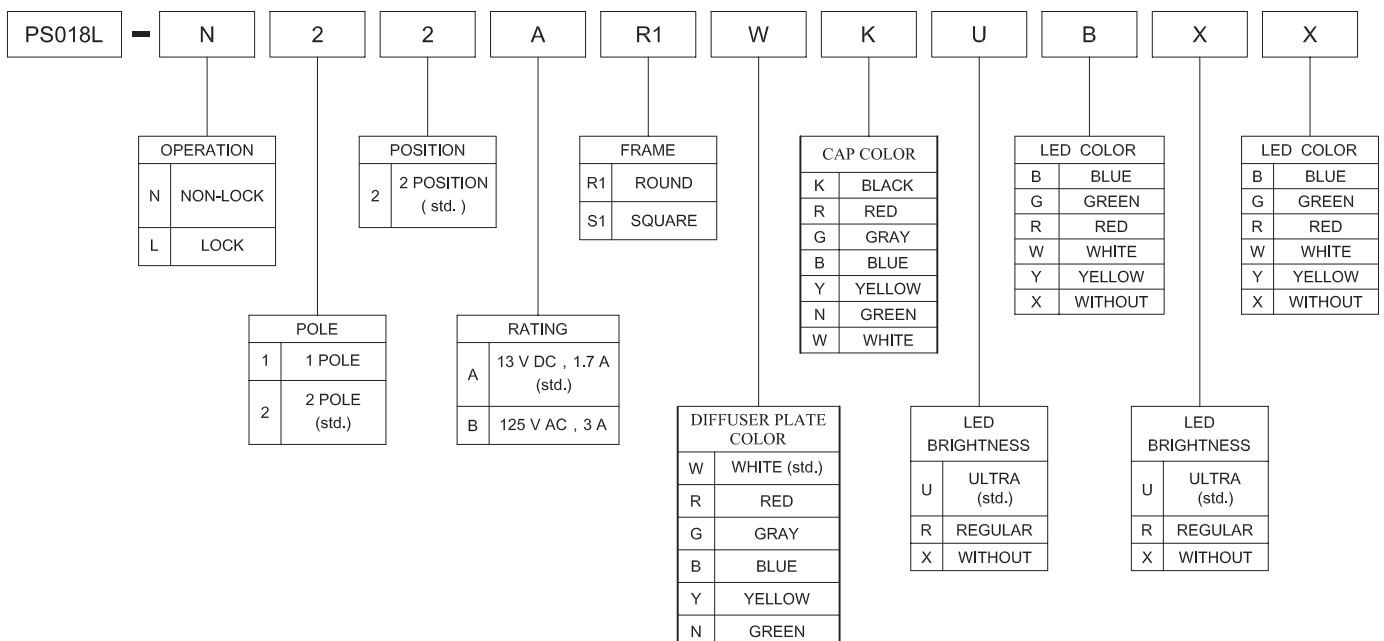 PS018L - N 2 2 A R1 W K U B X X
OPERATION
N NON-LOCK
L LOCK
POSITION
2 2 POSITION
( std. )
FRAME
R1 ROUND
S1 SQUARE
CAP COLOR
K BLACK
R RED
G GRAY
B BLUE
Y YELLOW
N GREEN
W WHITE
LED COLOR
B BLUE
G GREEN
R RED
W WHITE
Y YELLOW
X WITHOUT
LED COLOR
B BLUE
G GREEN
R RED
W WHITE
Y YELLOW
X WITHOUT
POLE
1 1 POLE
2 2 POLE
(std.)
RATING
A 13 V DC , 1.7 A
(std.)
B 125 V AC , 3 A
DIFFUSER PLATE
COLOR
W WHITE (std.)
R RED
G GRAY
B BLUE
Y YELLOW
N GREEN
LED
BRIGHTNESS
U ULTRA
(std.)
R REGULAR
X WITHOUT
LED
BRIGHTNESS
U ULTRA
(std.)
R REGULAR
X WITHOUT